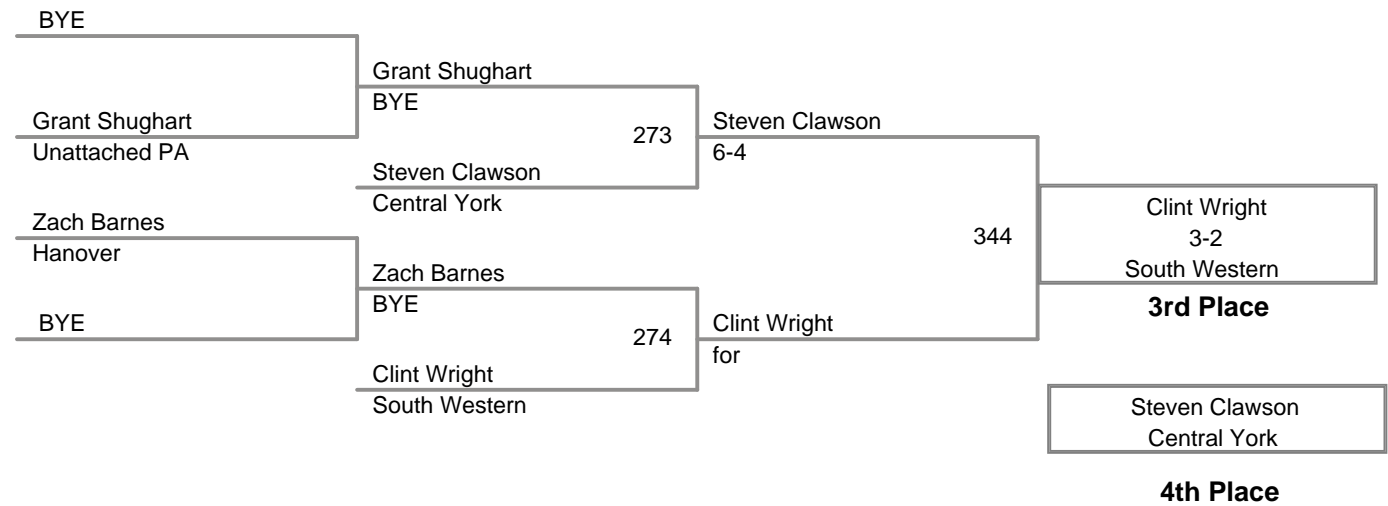 BYE
Grant Shughart
Unattached PA
Zach Barnes
Hanover
BYE
Grant Shughart
BYE
273
Steven Clawson
Central York
Zach Barnes
BYE
274
Clint Wright
South Western
Steven Clawson
6-4
344
Clint Wright
for
Clint Wright
3-2
South Western
3rd Place
Steven Clawson
Central York
4th Place